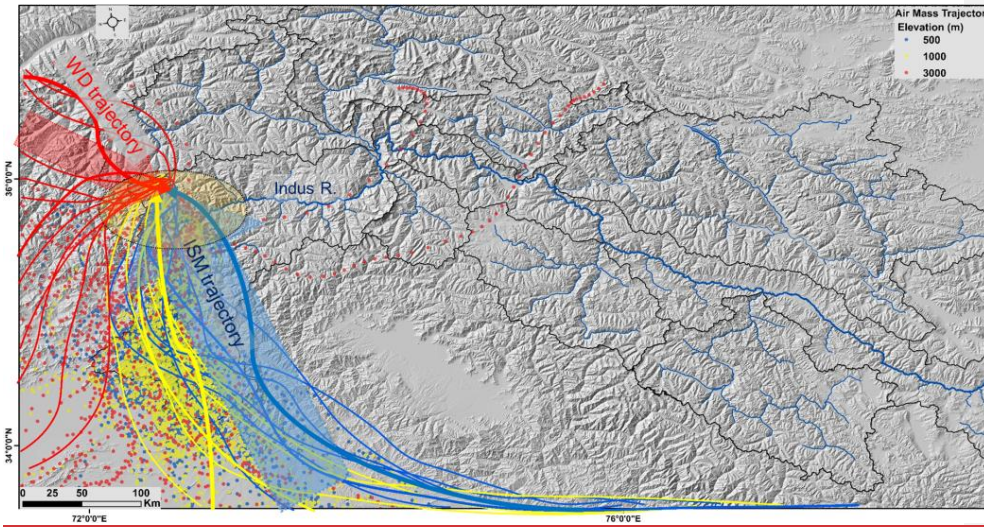 N
Air Mass Trajector
Elevation (m)
500
1000
3000
WD trajectory
36°0'0"N
Indus R.
ISM trajectory
34°0'0"N
0 25 50 100
Km
72°0'0"E
76°0'0"E